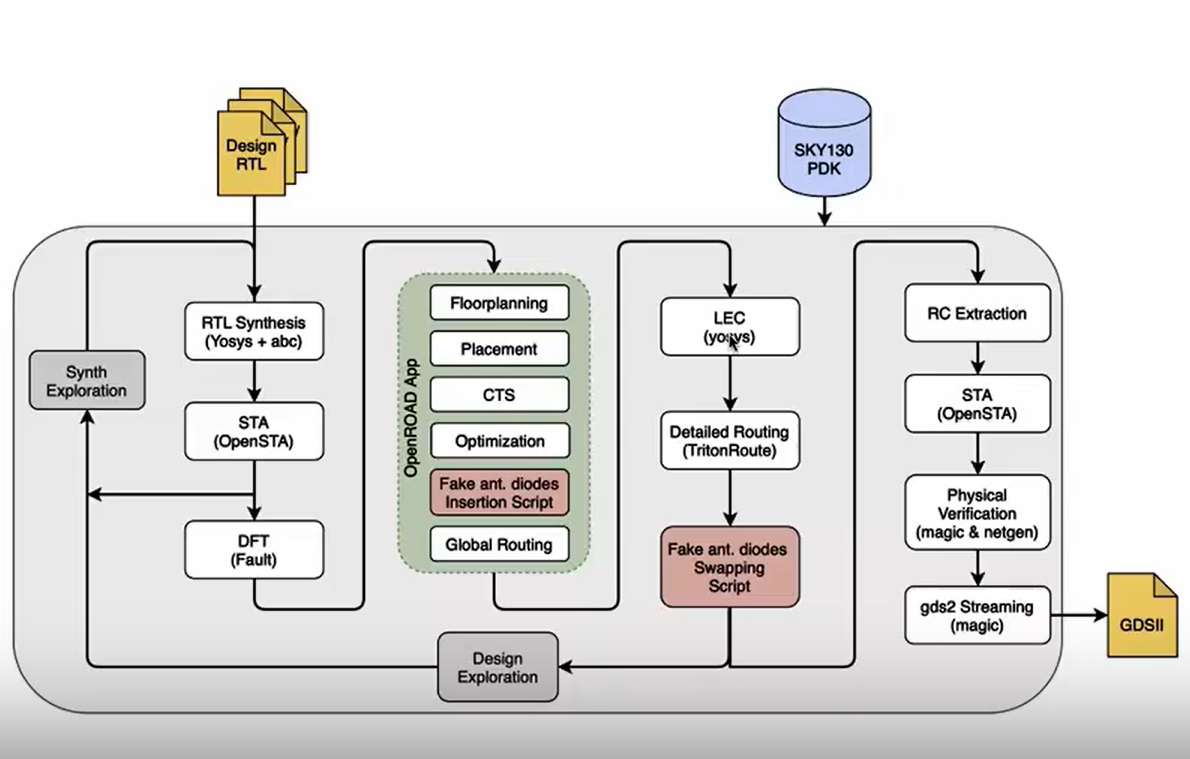 Design
RTL
SKY130
PDK
RTL Synthesis
(Yosys + abc)
Synth
Exploration
STA
(OpenSTA)
DFT
(Fault)
OpenROAD App
Floorplanning
Placement
CTS
Optimization
Fake ant. diodes
Insertion Script
Global Routing
LEC
(yosys)
Detailed Routing
(TritonRoute)
Fake ant. diodes
Swapping
Script
Design
Exploration
RC Extraction
STA
(OpenSTA)
Physical
Verification
(magic & netgen)
gds2 Streaming
(magic)
GDSII